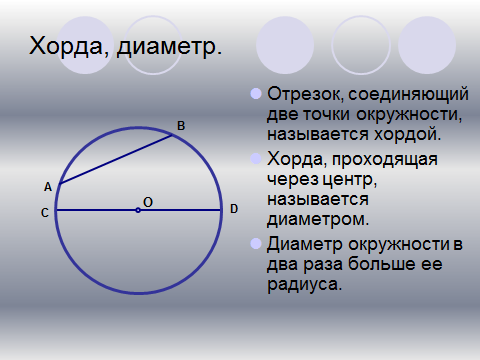 Хорда, диаметр.
B
A
C
O
D
Отрезок, соединяющий
две точки окружности,
называется хордой.
Хорда, проходящая
через центр,
называется
диаметром.
Диаметр окружности в
два раза больше ее
радиуса.